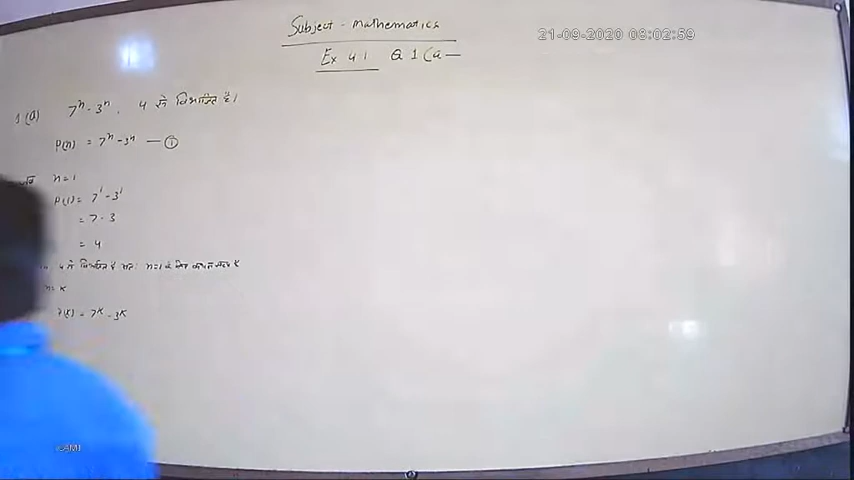 Subject - Mathematics
21-09-2020 08:02:59
Ex 4.1 Q 1 (a —
1 (a) 7ⁿ - 3ⁿ, 4 से विभाजित है।
P(n) = 7ⁿ - 3ⁿ — ①
n = 1
P(1) = 7¹ - 3¹
= 7 - 3
= 4
4 से विभाजित है अतः n = 1 के लिए कथन सत्य है
n = K
P(K) = 7ᴷ - 3ᴷ